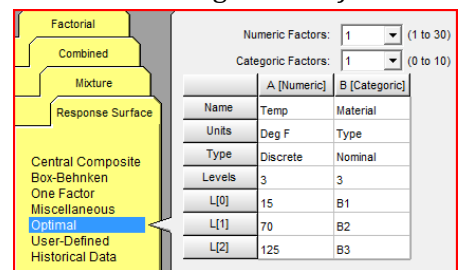 Factorial
Combined
Mixture
Response Surface
Central Composite
Box-Behnken
One Factor
Miscellaneous
Optimal
User-Defined
Historical Data
Numeric Factors: 1 (1 to 30)
Categoric Factors: 1 (0 to 10)
A [Numeric] B [Categoric]
Name Temp Material
Units Deg F Type
Type Discrete Nominal
Levels 3 3
L[0] 15 B1
L[1] 70 B2
L[2] 125 B3